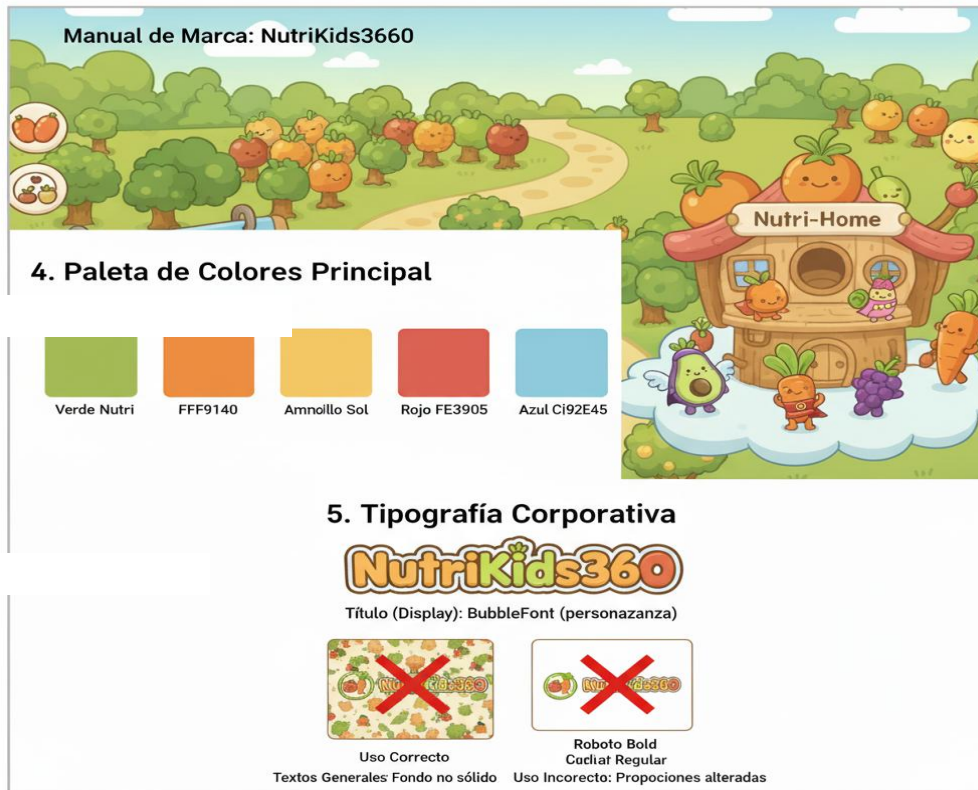 Manual de Marca: NutriKids3660
Nutri-Home
4. Paleta de Colores Principal
Verde Nutri
FFF9140
Amnoillo Sol
Rojo FE3905
Azul Ci92E45
5. Tipografía Corporativa
NutriKids360
Título (Display): BubbleFont (personazanza)
Uso Correcto
Textos Generales: Fondo no sólido
Roboto Bold
Regular
Uso Incorecto: Propociones alteradas